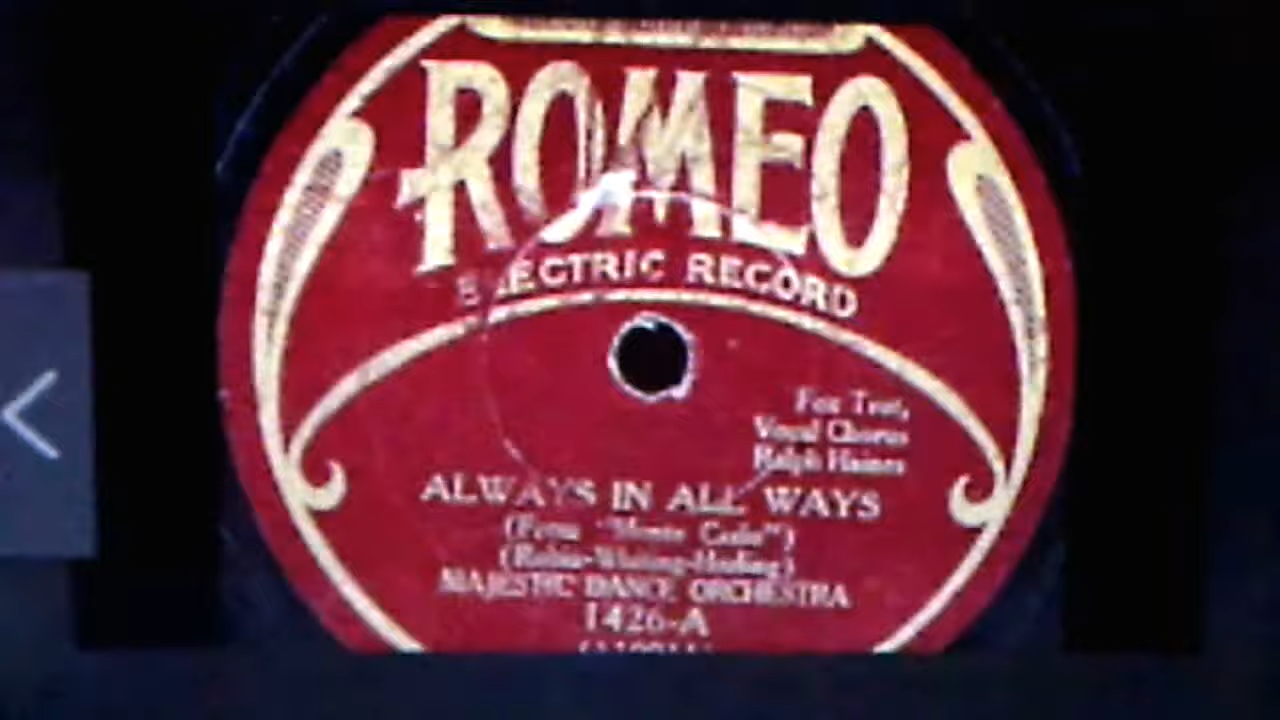 ROMEO
ELECTRIC RECORD
Fox Trot,
Vocal Chorus
Ralph Haines
ALWAYS IN ALL WAYS
(From "Monte Carlo")
(Robin-Whiting-Harling)
MAJESTIC DANCE ORCHESTRA
1426-A